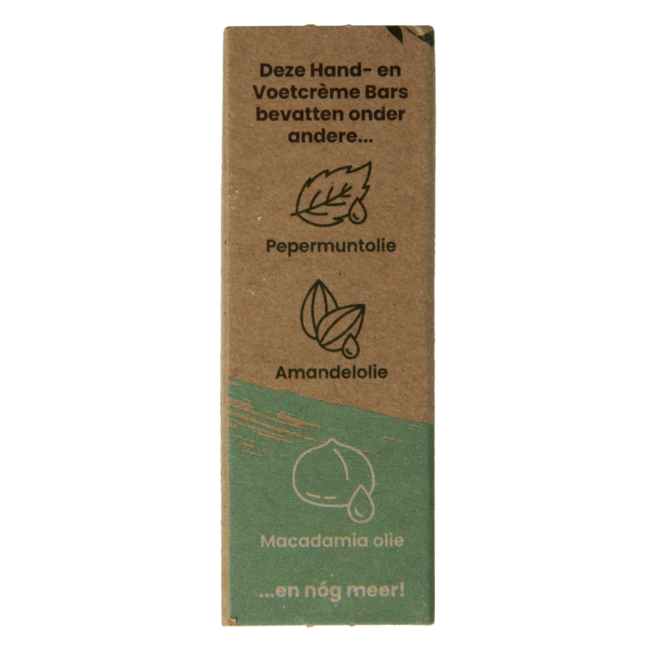 Deze Hand- en
Voetcrème Bars
bevatten onder
andere...
Pepermuntolie
Amandelolie
Macadamia olie
...en nóg meer!